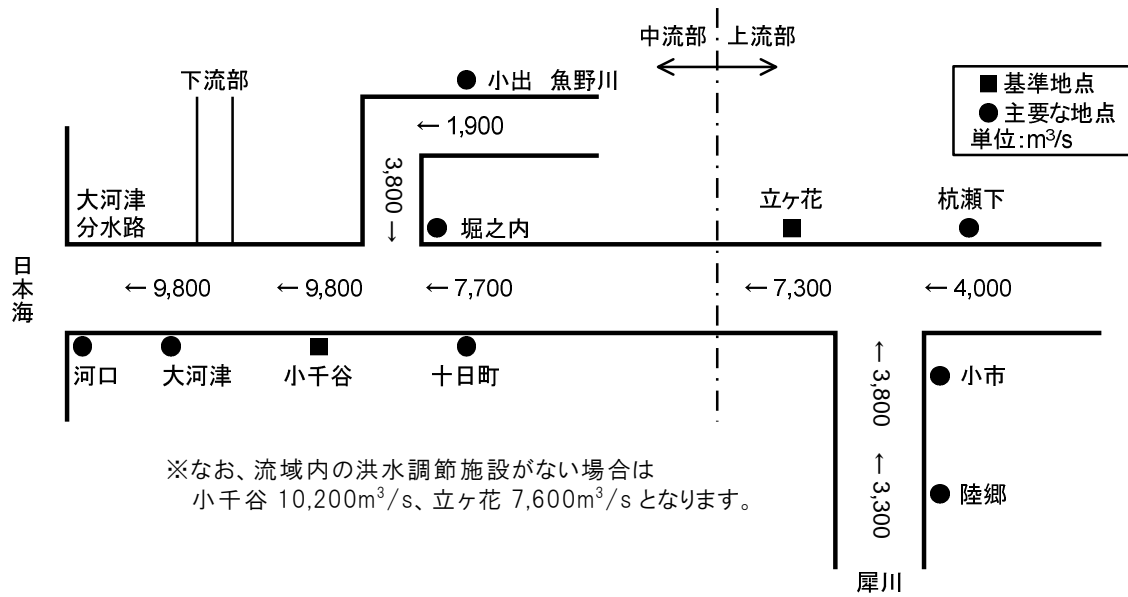 中流部
上流部
下流部
小出 魚野川
■ 基準地点
● 主要な地点
単位:m³/s
← 1,900
3,800 →
大河津
分水路
堀之内
立ヶ花
杭瀬下
日本海
← 9,800
← 9,800
← 7,700
← 7,300
← 4,000
河口
大河津
小千谷
十日町
← 3,800
小市
← 3,300
陸郷
※なお、流域内の洪水調節施設がない場合は
小千谷 10,200m³/s、立ヶ花 7,600m³/s となります。
犀川